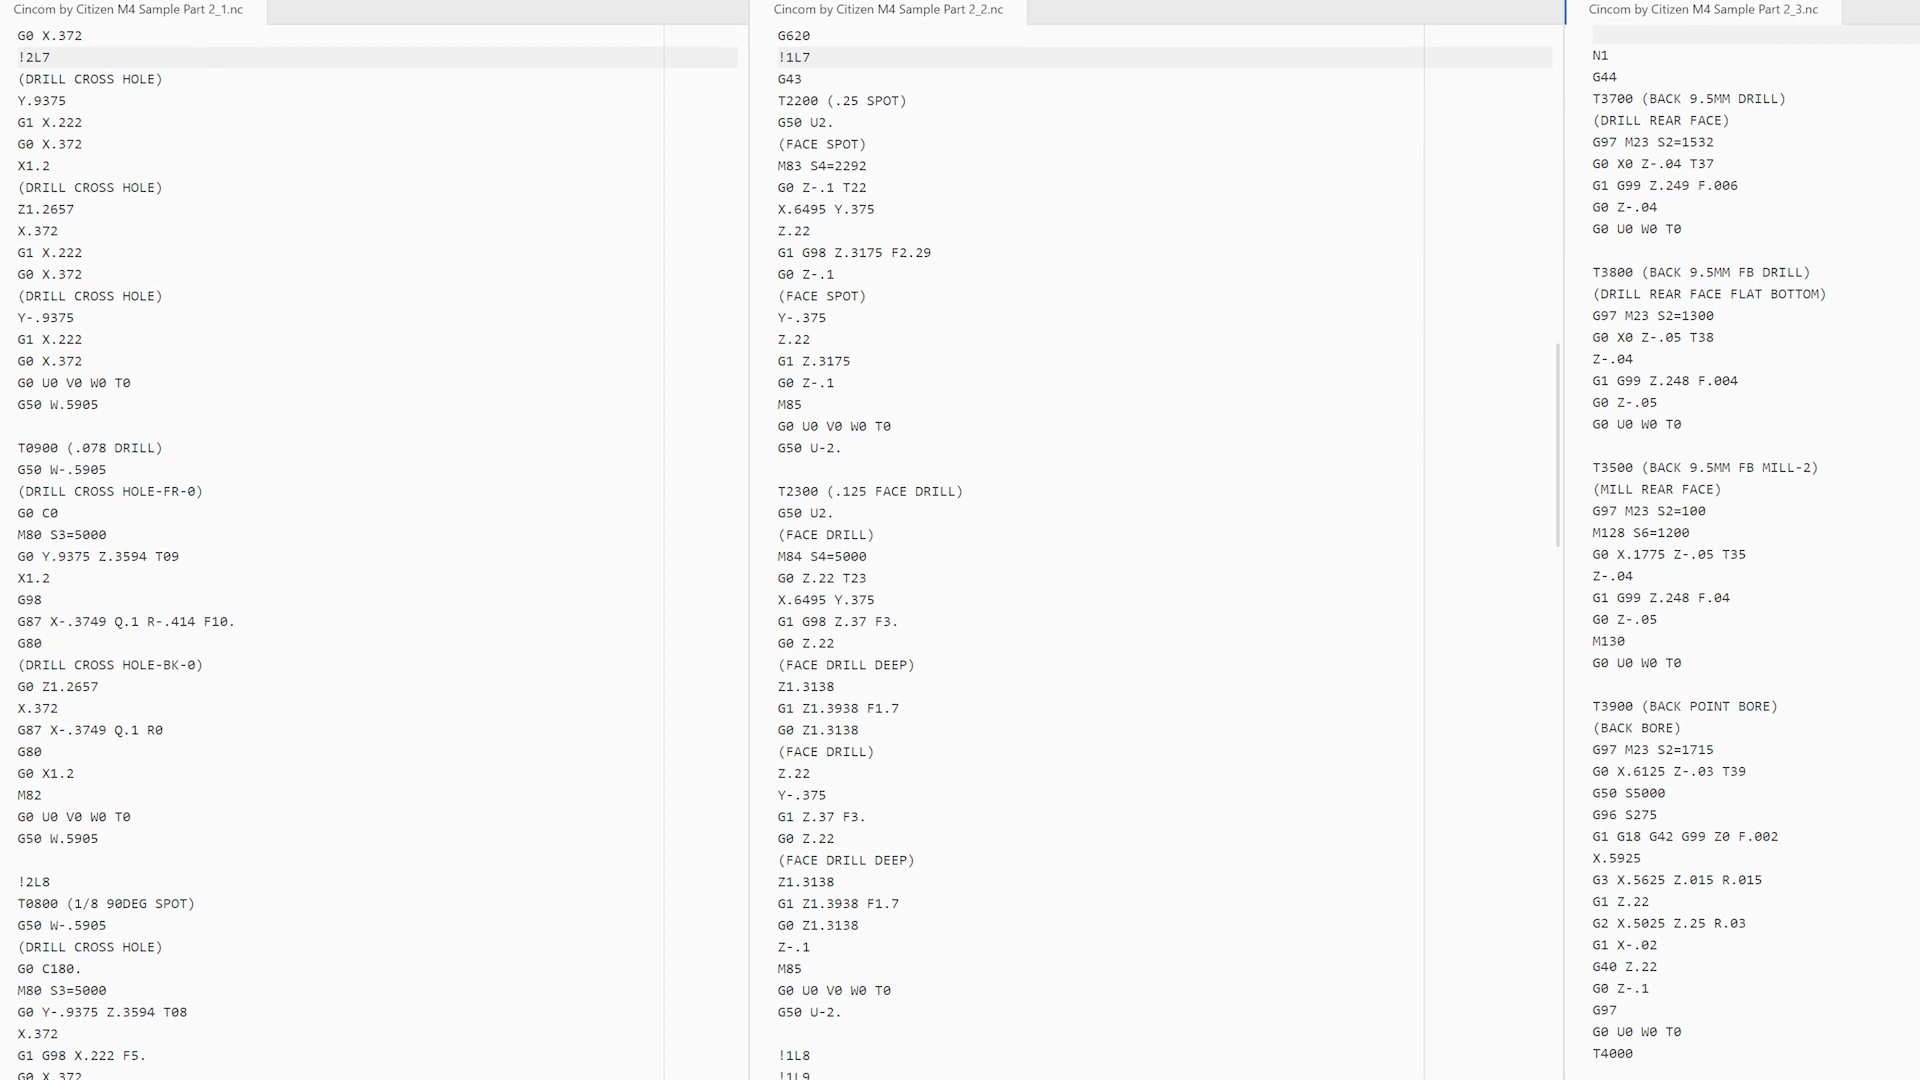 Cincom by Citizen M4 Sample Part 2_1.nc
G0 X.372
!2L7
(DRILL CROSS HOLE)
Y.9375
G1 X.222
G0 X.372
X1.2
(DRILL CROSS HOLE)
Z1.2657
X.372
G1 X.222
G0 X.372
(DRILL CROSS HOLE)
Y-.9375
G1 X.222
G0 X.372
G0 U0 V0 W0 T0
G50 W.5905
T0900 (.078 DRILL)
G50 W-.5905
(DRILL CROSS HOLE-FR-0)
G0 C0
M80 S3=5000
G0 Y.9375 Z.3594 T09
X1.2
G98
G87 X-.3749 Q.1 R-.414 F10.
G80
(DRILL CROSS HOLE-BK-0)
G0 Z1.2657
X.372
G87 X-.3749 Q.1 R0
G80
G0 X1.2
M82
G0 U0 V0 W0 T0
G50 W.5905
!2L8
T0800 (1/8 90DEG SPOT)
G50 W-.5905
(DRILL CROSS HOLE)
G0 C180.
M80 S3=5000
G0 Y-.9375 Z.3594 T08
X.372
G1 G98 X.222 F5.
G0 X.372
Cincom by Citizen M4 Sample Part 2_2.nc
G620
!1L7
G43
T2200 (.25 SPOT)
G50 U2.
(FACE SPOT)
M83 S4=2292
G0 Z-.1 T22
X.6495 Y.375
Z.22
G1 G98 Z.3175 F2.29
G0 Z-.1
(FACE SPOT)
Y-.375
Z.22
G1 Z.3175
G0 Z-.1
M85
G0 U0 V0 W0 T0
G50 U-2.
T2300 (.125 FACE DRILL)
G50 U2.
(FACE DRILL)
M84 S4=5000
G0 Z.22 T23
X.6495 Y.375
G1 G98 Z.37 F3.
G0 Z.22
(FACE DRILL DEEP)
Z1.3138
G1 Z1.3938 F1.7
G0 Z1.3138
(FACE DRILL)
Z.22
Y-.375
G1 Z.37 F3.
G0 Z.22
(FACE DRILL DEEP)
Z1.3138
G1 Z1.3938 F1.7
G0 Z1.3138
Z-.1
M85
G0 U0 V0 W0 T0
G50 U-2.
!1L8
!1L9
Cincom by Citizen M4 Sample Part 2_3.nc
N1
G44
T3700 (BACK 9.5MM DRILL)
(DRILL REAR FACE)
G97 M23 S2=1532
G0 X0 Z-.04 T37
G1 G99 Z.249 F.006
G0 Z-.04
G0 U0 W0 T0
T3800 (BACK 9.5MM FB DRILL)
(DRILL REAR FACE FLAT BOTTOM)
G97 M23 S2=1300
G0 X0 Z-.05 T38
Z-.04
G1 G99 Z.248 F.004
G0 Z-.05
G0 U0 W0 T0
T3500 (BACK 9.5MM FB MILL-2)
(MILL REAR FACE)
G97 M23 S2=100
M128 S6=1200
G0 X.1775 Z-.05 T35
Z-.04
G1 G99 Z.248 F.04
G0 Z-.05
M130
G0 U0 W0 T0
T3900 (BACK POINT BORE)
(BACK BORE)
G97 M23 S2=1715
G0 X.6125 Z-.03 T39
G50 S5000
G96 S275
G1 G18 G42 G99 Z0 F.002
X.5925
G3 X.5625 Z.015 R.015
G1 Z.22
G2 X.5025 Z.25 R.03
G1 X-.02
G40 Z.22
G0 Z-.1
G97
G0 U0 W0 T0
T4000